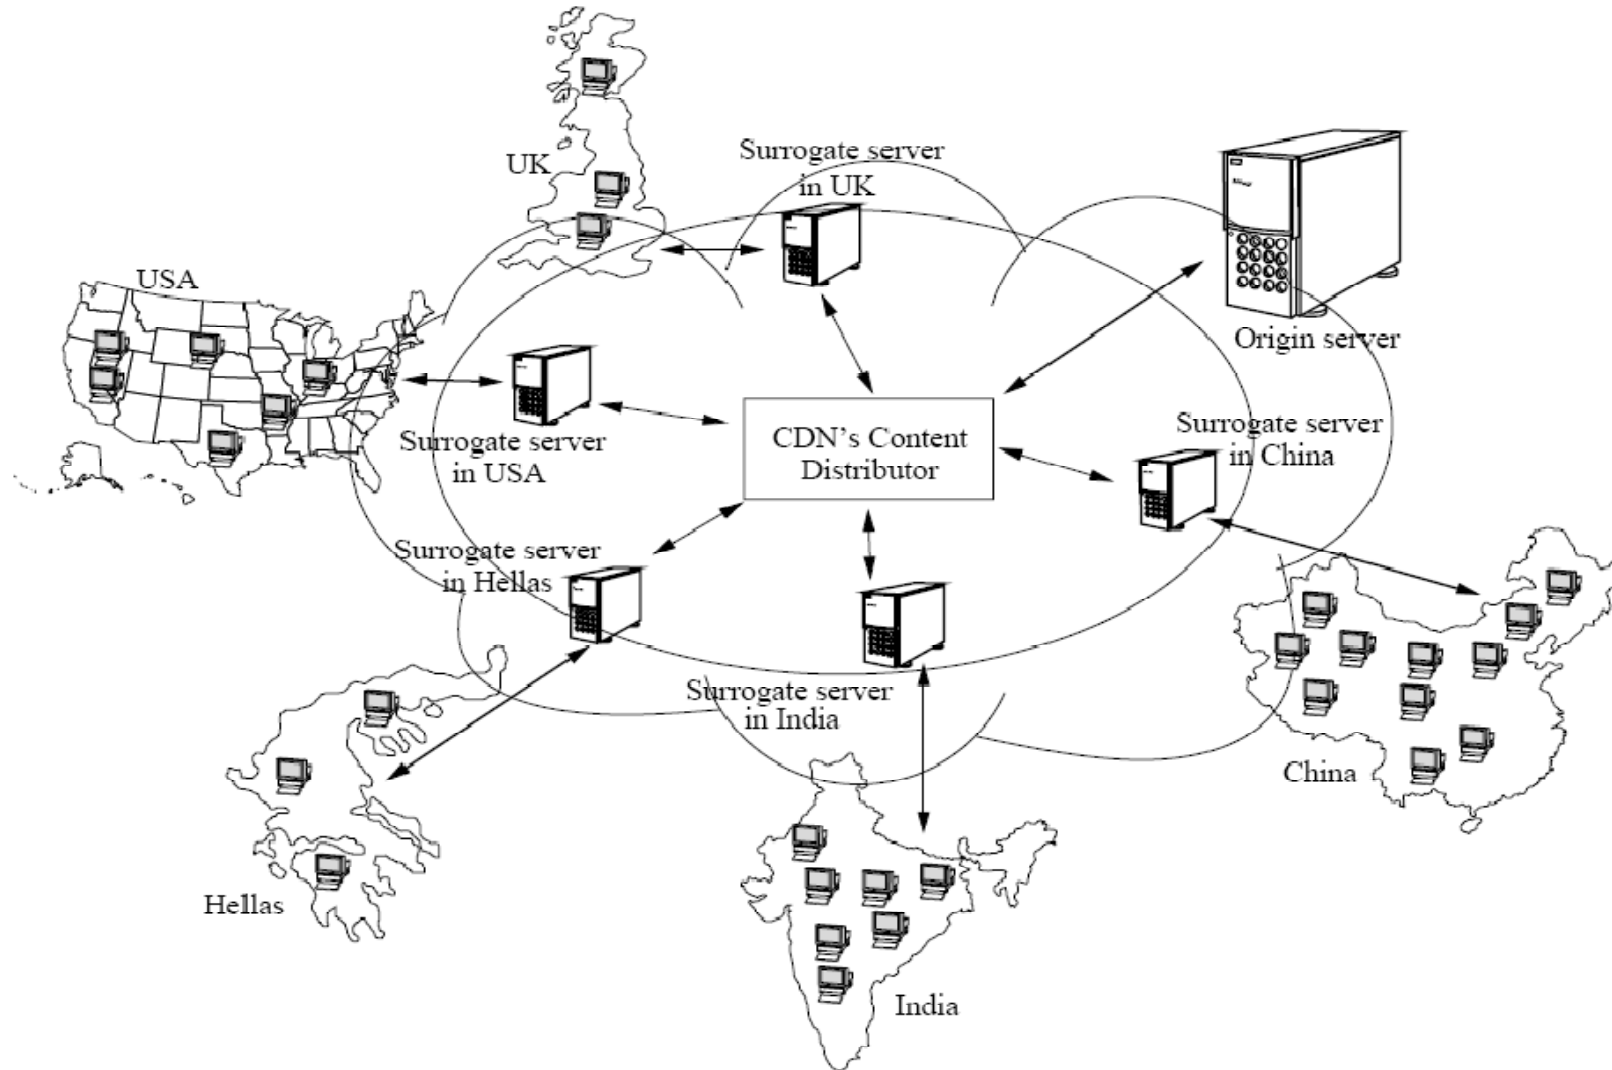 UK
Surrogate server
in UK
USA
Origin server
Surrogate server
in USA
CDN’s Content
Distributor
Surrogate server
in China
Surrogate server
in Hellas
Surrogate server
in India
China
Hellas
India